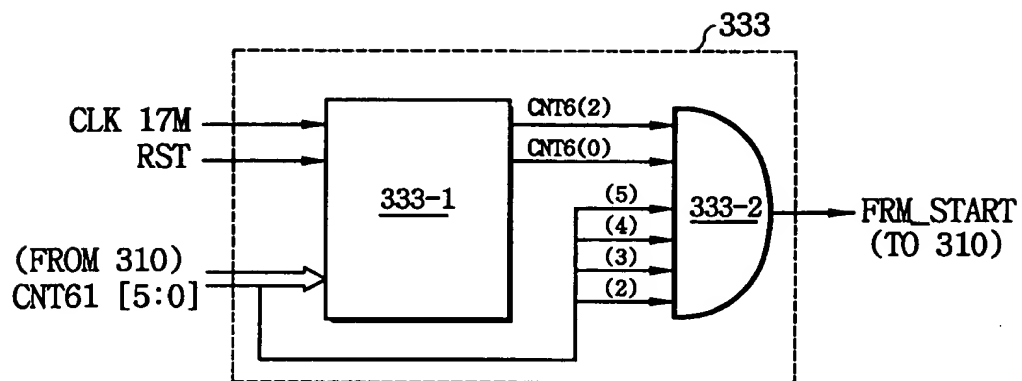 333
CLK 17M
RST
(FROM 310)
CNT61 [5:0]
333-1
CNT6(2)
CNT6(0)
(5)
(4)
(3)
(2)
333-2
FRM_START
(TO 310)